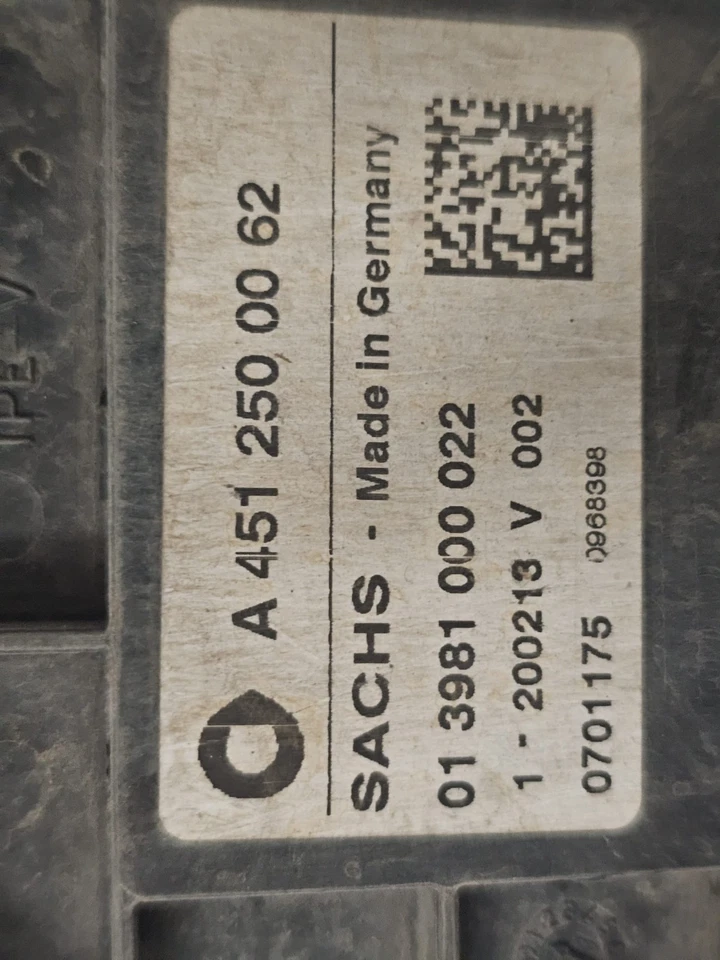 A 451 250 00 62
SACHS - Made in Germany
01 3981 000 022
1 - 200213 V 002
0701175 0968398